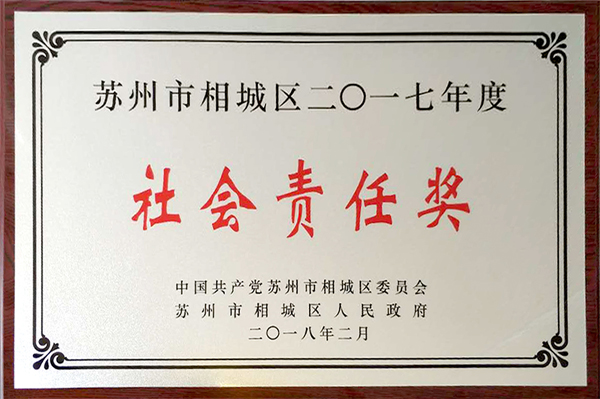 苏州市相城区二〇一七年度
社会责任奖
中国共产党苏州市相城区委员会
苏州市相城区人民政府
二〇一八年二月